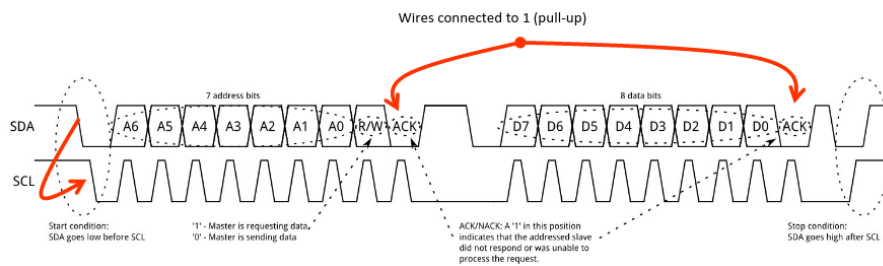 Wires connected to 1 (pull-up)
7 address bits
8 data bits
SDA
A6 A5 A4 A3 A2 A1 A0 R/W ACK
D7 D6 D5 D4 D3 D2 D1 D0 ACK
SCL
Start condition:
SDA goes low before SCL
'1' - Master is requesting data
'0' - Master is sending data
ACK/NACK: A '1' in this position
indicates that the addressed slave
did not respond or was unable to
process the request.
Stop condition:
SDA goes high after SCL